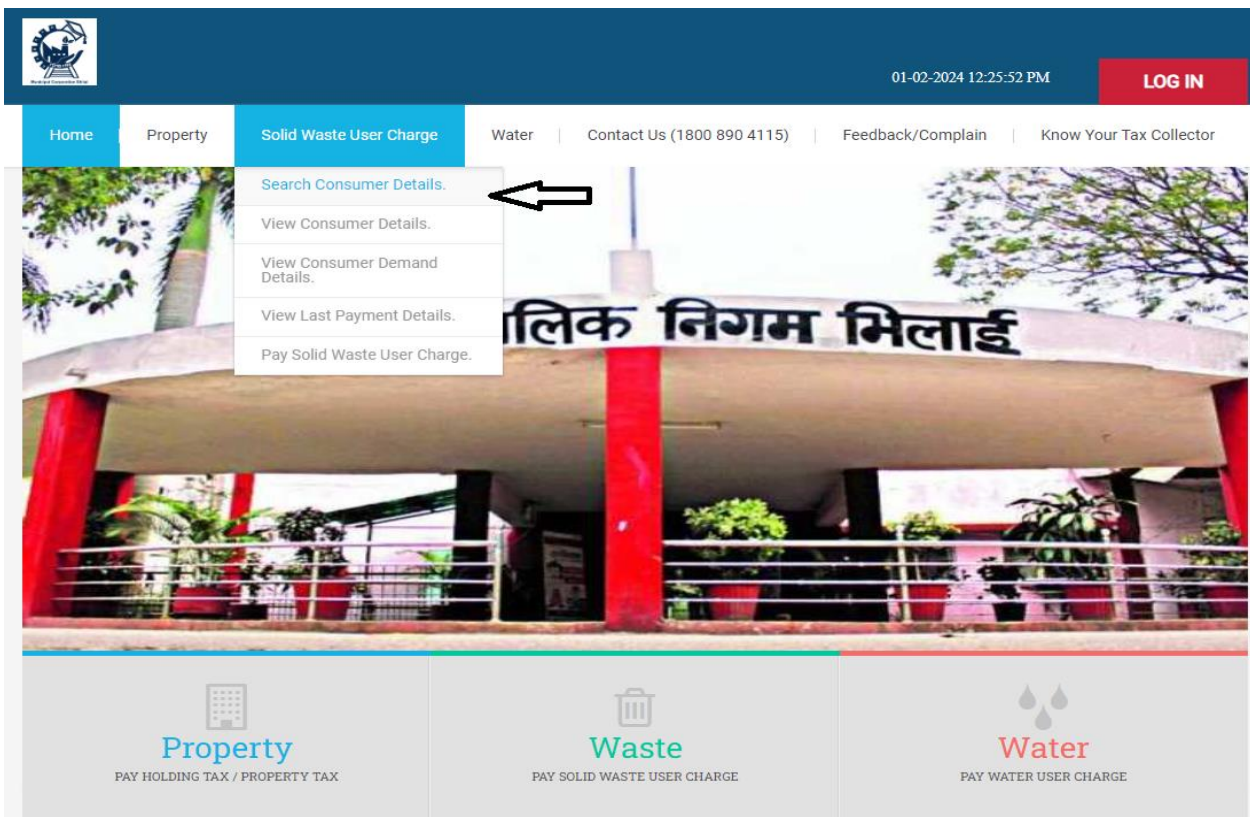 Municipal Corporation Bhilai
01-02-2024 12:25:52 PM
LOG IN
Home
Property
Solid Waste User Charge
Water
Contact Us (1800 890 4115)
Feedback/Complain
Know Your Tax Collector
Search Consumer Details.
View Consumer Details.
View Consumer Demand
Details.
View Last Payment Details.
Pay Solid Waste User Charge.
लिक निगम भिलाई
Property
PAY HOLDING TAX / PROPERTY TAX
Waste
PAY SOLID WASTE USER CHARGE
Water
PAY WATER USER CHARGE